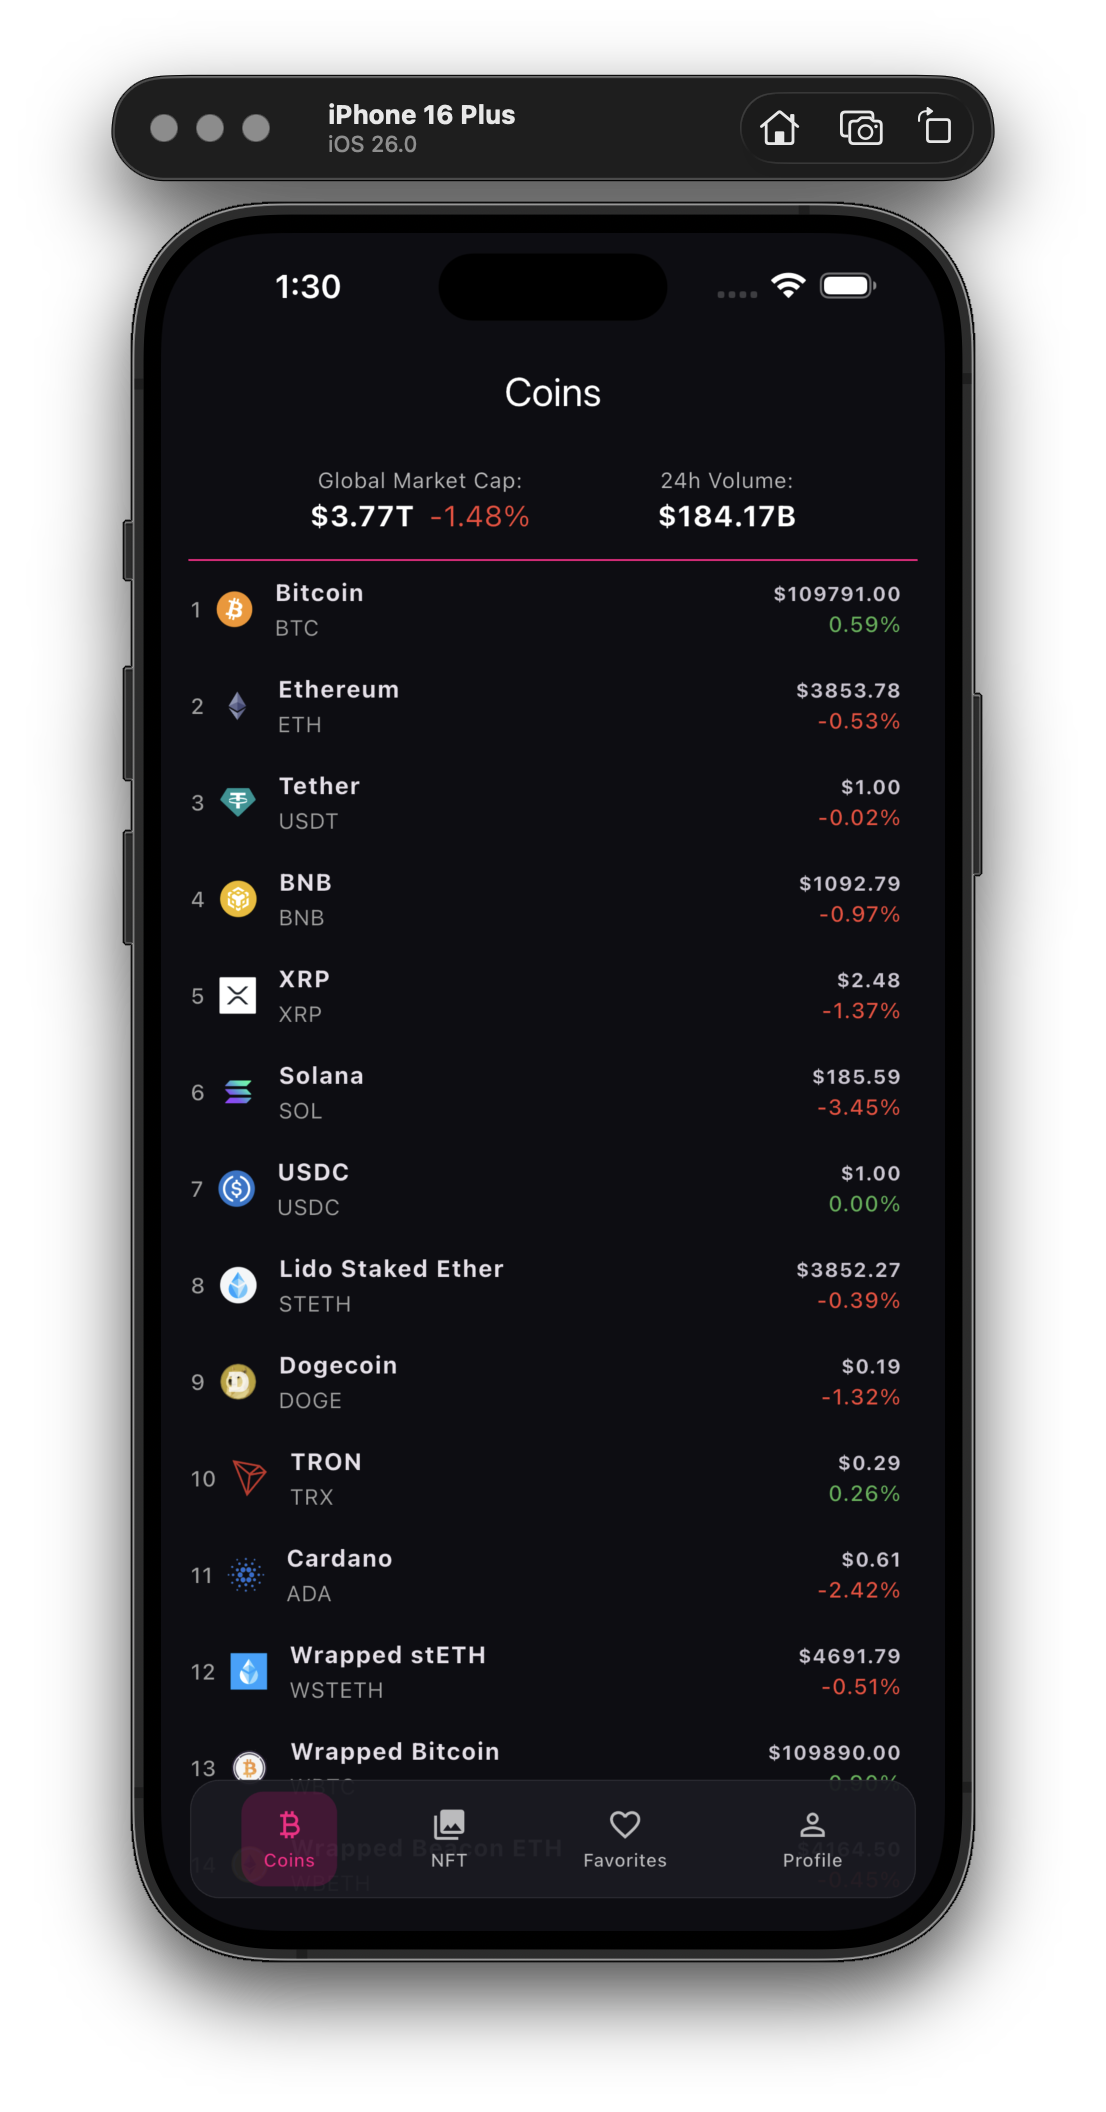 iPhone 16 Plus
iOS 26.0
1:30
Coins
Global Market Cap:
24h Volume:
$3.77T -1.48%
$184.17B
1
Bitcoin
BTC
$109791.00
0.59%
2
Ethereum
ETH
$3853.78
-0.53%
3
Tether
USDT
$1.00
-0.02%
4
BNB
BNB
$1092.79
-0.97%
5
XRP
XRP
$2.48
-1.37%
6
Solana
SOL
$185.59
-3.45%
7
USDC
USDC
$1.00
0.00%
8
Lido Staked Ether
STETH
$3852.27
-0.39%
9
Dogecoin
DOGE
$0.19
-1.32%
10
TRON
TRX
$0.29
0.26%
11
Cardano
ADA
$0.61
-2.42%
12
Wrapped stETH
WSTETH
$4691.79
-0.51%
13
Wrapped Bitcoin
WBTC
$109890.00
14
Wrapped Beacon ETH
WBETH
Coins
NFT
Favorites
Profile